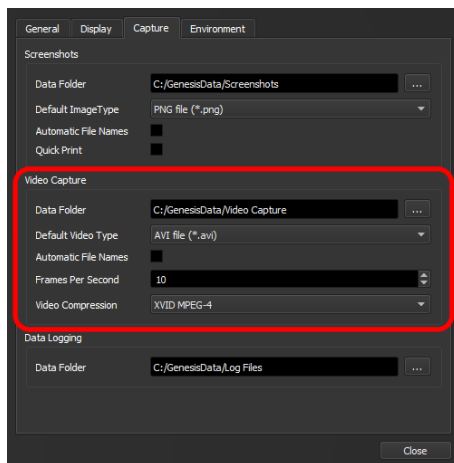 General Display Capture Environment
Screenshots
Data Folder C:/GenesisData/Screenshots ...
Default ImageType PNG file (*.png)
Automatic File Names
Quick Print
Video Capture
Data Folder C:/GenesisData/Video Capture ...
Default Video Type AVI file (*.avi)
Automatic File Names
Frames Per Second 10
Video Compression XVID MPEG-4
Data Logging
Data Folder C:/GenesisData/Log Files ...
Close